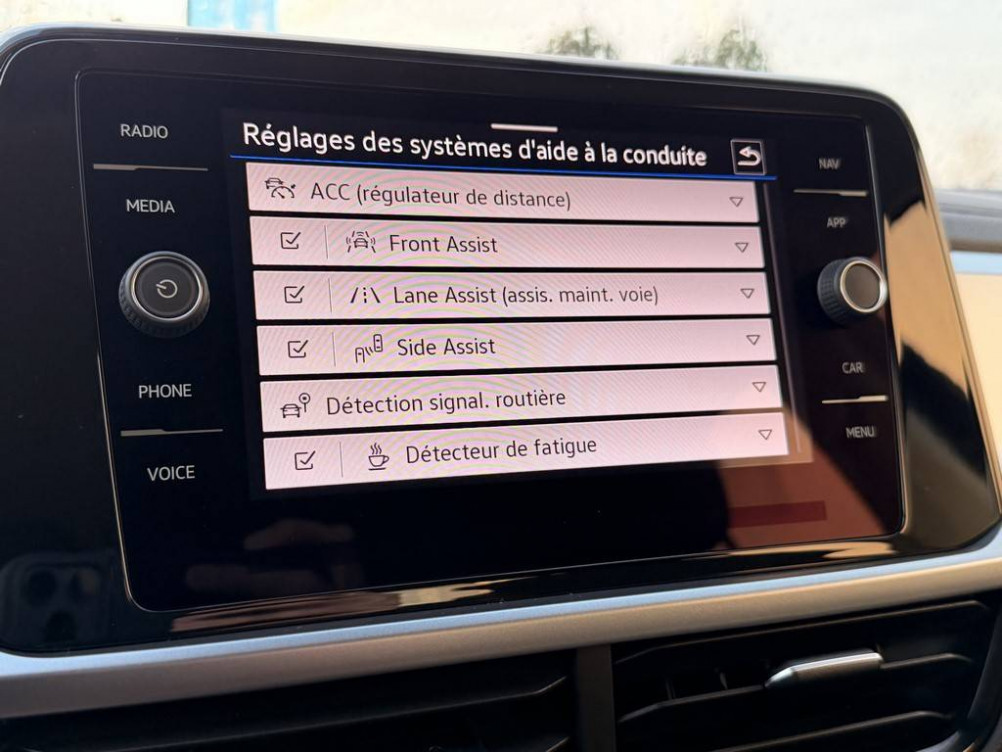 RADIO
MEDIA
PHONE
VOICE
Réglages des systèmes d'aide à la conduite
ACC (régulateur de distance)
Front Assist
Lane Assist (assis. maint. voie)
Side Assist
Détection signal. routière
Détecteur de fatigue
NAV
APP
CAR
MENU